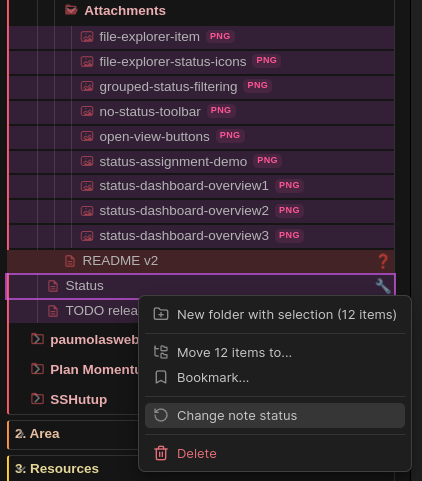 Attachments
file-explorer-item PNG
file-explorer-status-icons PNG
grouped-status-filtering PNG
no-status-toolbar PNG
open-view-buttons PNG
status-assignment-demo PNG
status-dashboard-overview1 PNG
status-dashboard-overview2 PNG
status-dashboard-overview3 PNG
README v2 ❓
Status 🔧
TODO relea
New folder with selection (12 items)
paumolasweb
Move 12 items to...
Plan Momentu
Bookmark...
SSHutup
Change note status
2. Area
Delete
3. Resources